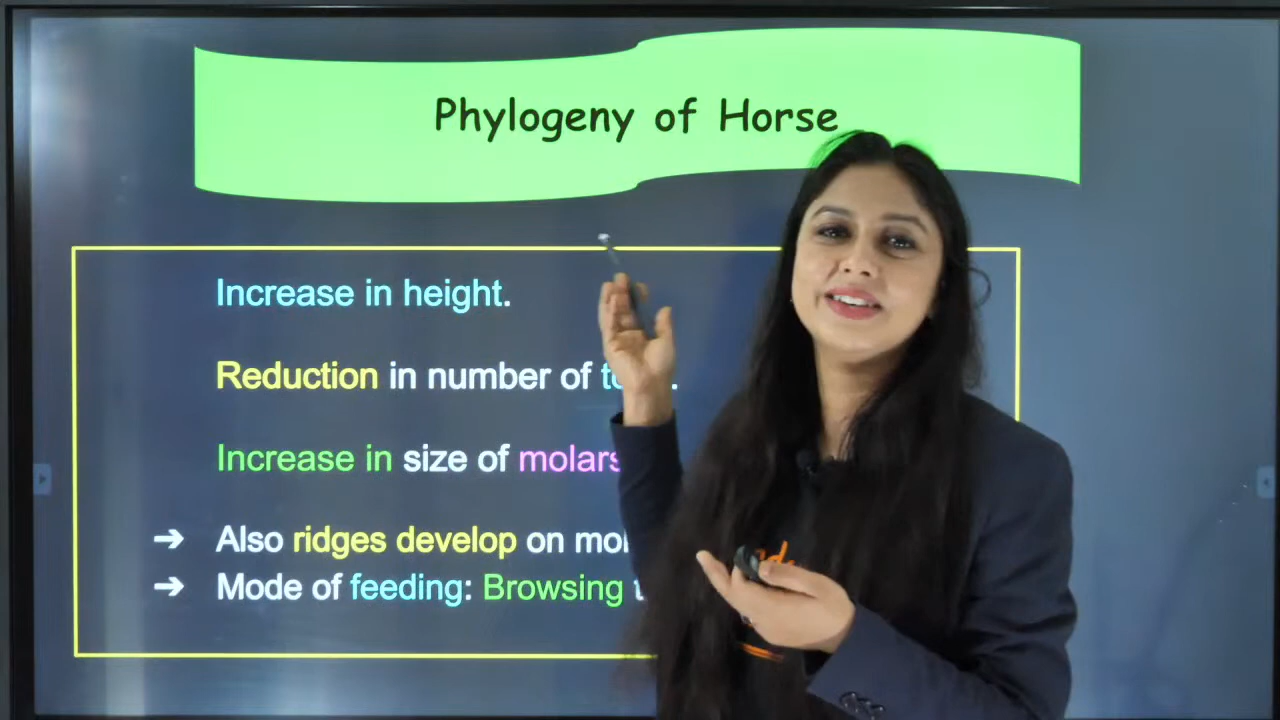 Phylogeny of Horse
Increase in height.
Reduction in number of
Increase in size of molars
➔ Also ridges develop on
➔ Mode of feeding: Browsing